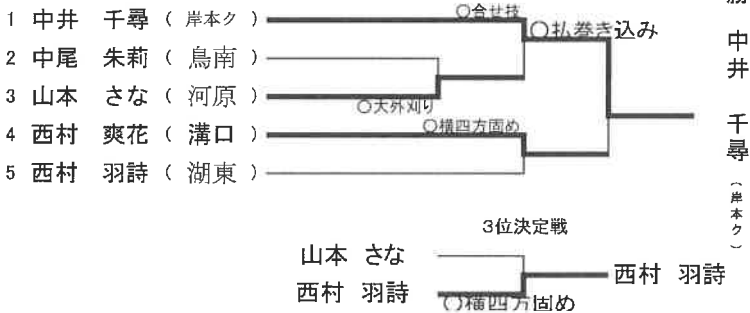 1 中井 千尋 ( 岸本ク )
2 中尾 朱莉 ( 鳥南 )
3 山本 さな ( 河原 )
4 西村 爽花 ( 溝口 )
5 西村 羽詩 ( 湖東 )
○合せ技
○払巻き込み
○大外刈り
○横四方固め
中井 千尋 (岸本ク)
3位決定戦
山本 さな
西村 羽詩
西村 羽詩
○横四方固め